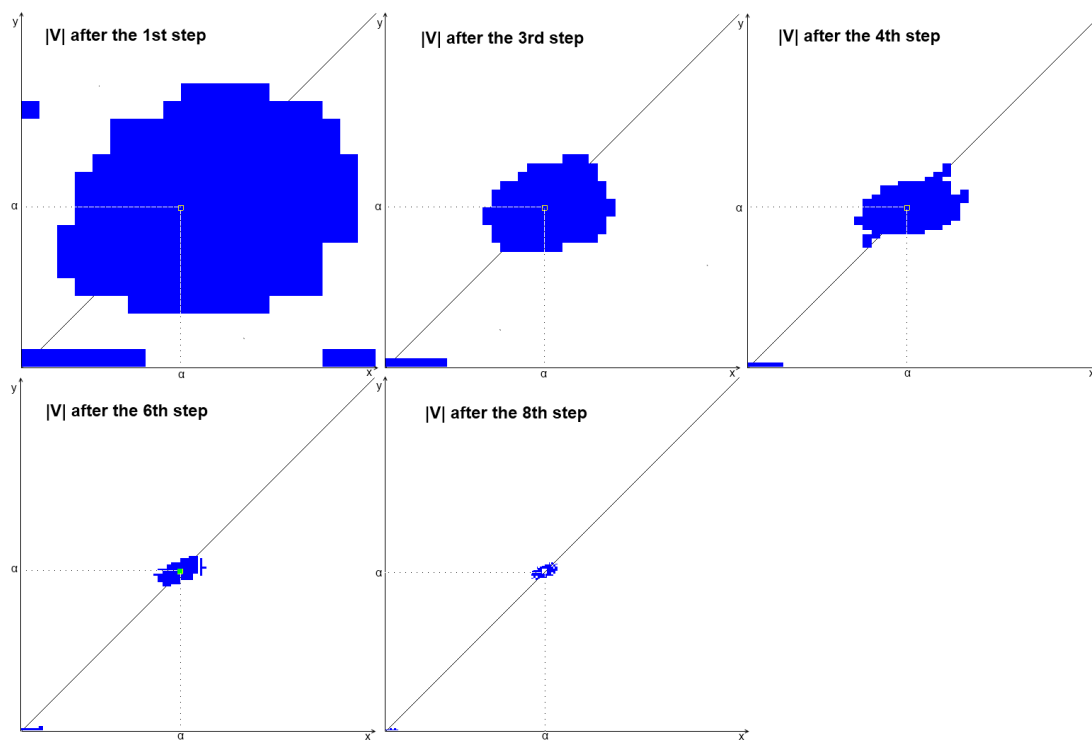 y
|V| after the 1st step
α
α
x
y
|V| after the 3rd step
α
α
x
y
|V| after the 4th step
α
α
x
y
|V| after the 6th step
α
α
x
y
|V| after the 8th step
α
α
x